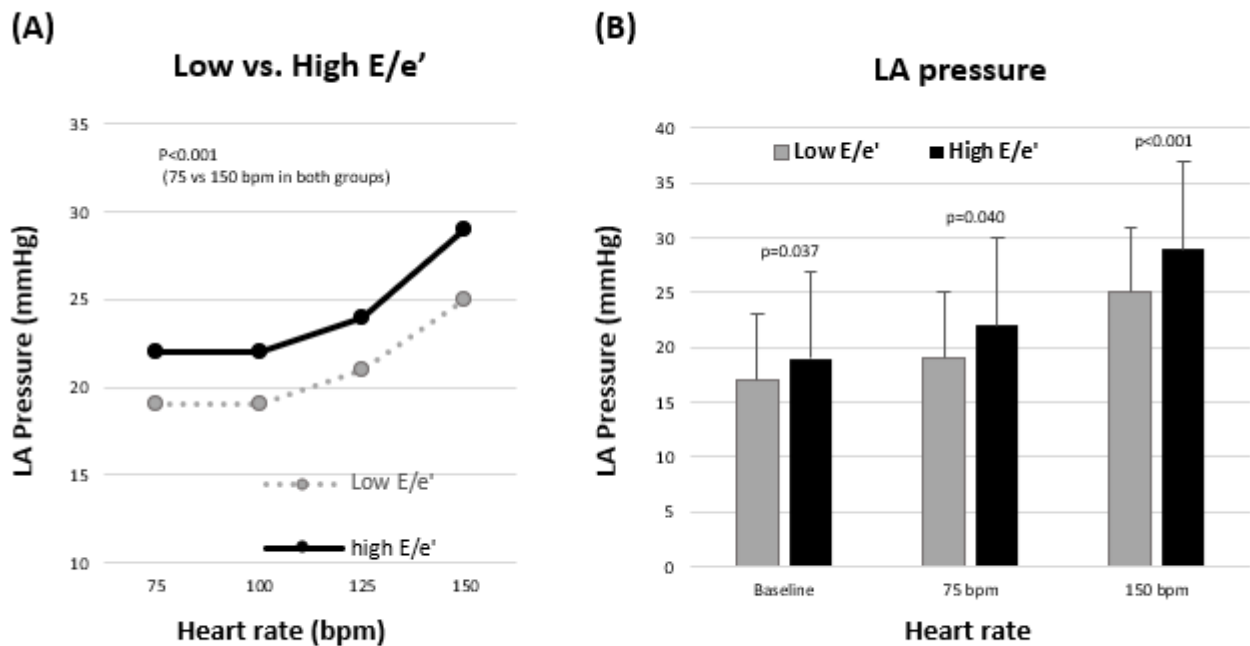 (A)
Low vs. High E/e’
35
30
25
20
15
10
P<0.001
(75 vs 150 bpm in both groups)
LA Pressure (mmHg)
Low E/e'
high E/e'
75 100 125 150
Heart rate (bpm)
(B)
LA pressure
40
35
30
25
20
15
10
5
0
Low E/e' High E/e'
p=0.037
p=0.040
p<0.001
LA Pressure (mmHg)
Baseline 75 bpm 150 bpm
Heart rate